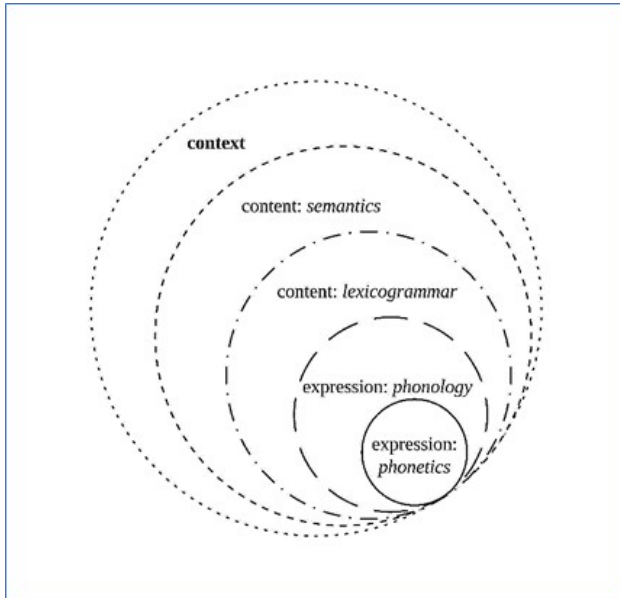 context
content: semantics
content: lexicogrammar
expression: phonology
expression:
phonetics